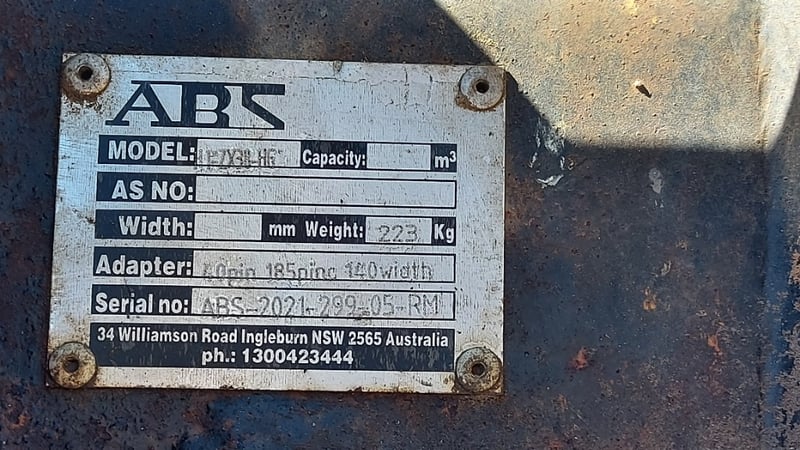 ABS
MODEL: Capacity: m³
AS NO:
Width: mm Weight: 223 Kg
Adapter: 40pin 185pinc 140width
Serial no: ABS-2021-299-05-RM
34 Williamson Road Ingleburn NSW 2565 Australia
ph.: 1300423444